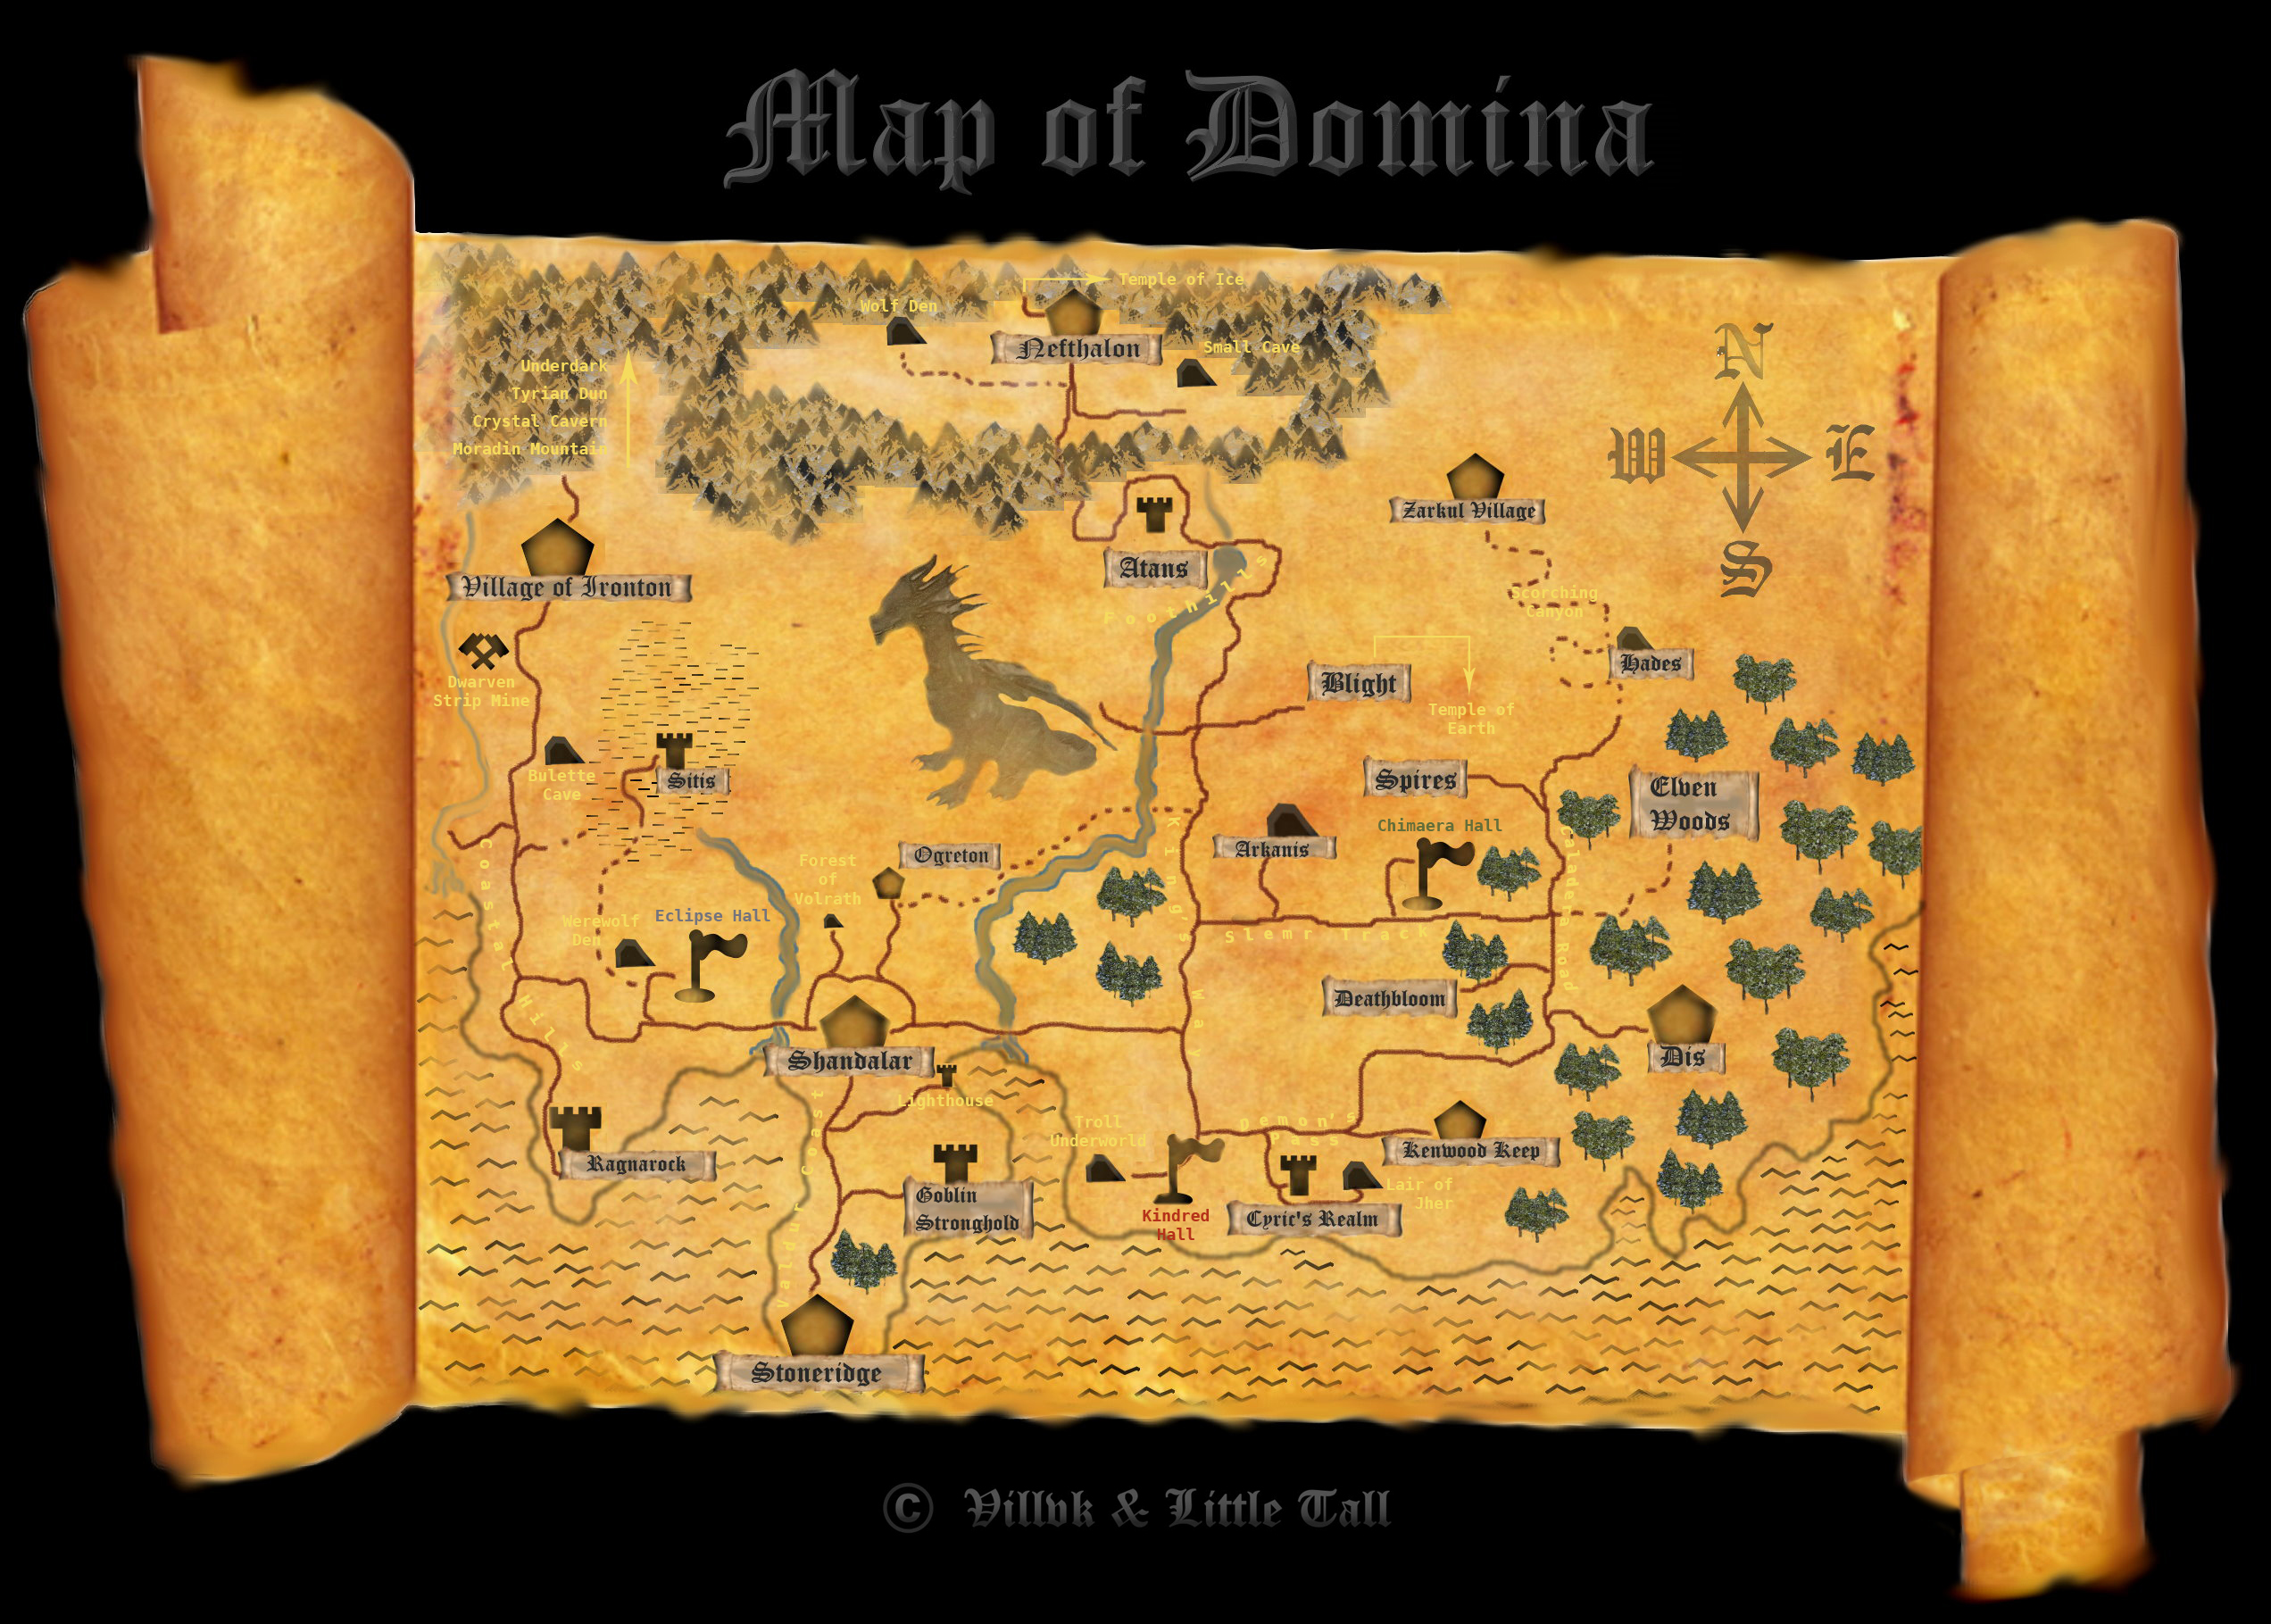 Map of Domina
Temple of Ice
Wolf Den
Nefthalon
Small Cave
N
Underdark
Tyrian Dun
Crystal Cavern
Moradin Mountain
W
E
Zarkul Village
S
Atans
Village of Ironton
Foothills
Scorching
Canyon
Hades
Dwarven
Strip Mine
Blight
Temple of
Earth
Bulette
Cave
Sitis
Spires
Elven
Woods
Chimaera Hall
Arkanis
Ogreton
Forest
of
Volrath
King's Way
Caladera Road
Coastal Hills
Werewolf
Den
Eclipse Hall
Slemr Track
Deathbloom
Shandalar
Dis
Lighthouse
Valdur Coast
Troll
Underworld
Demon's
Pass
Kenwood Keep
Ragnarock
Goblin
Stronghold
Lair of
Jher
Kindred
Hall
Cyric's Realm
Stoneridge
© Villvk & Little Tall